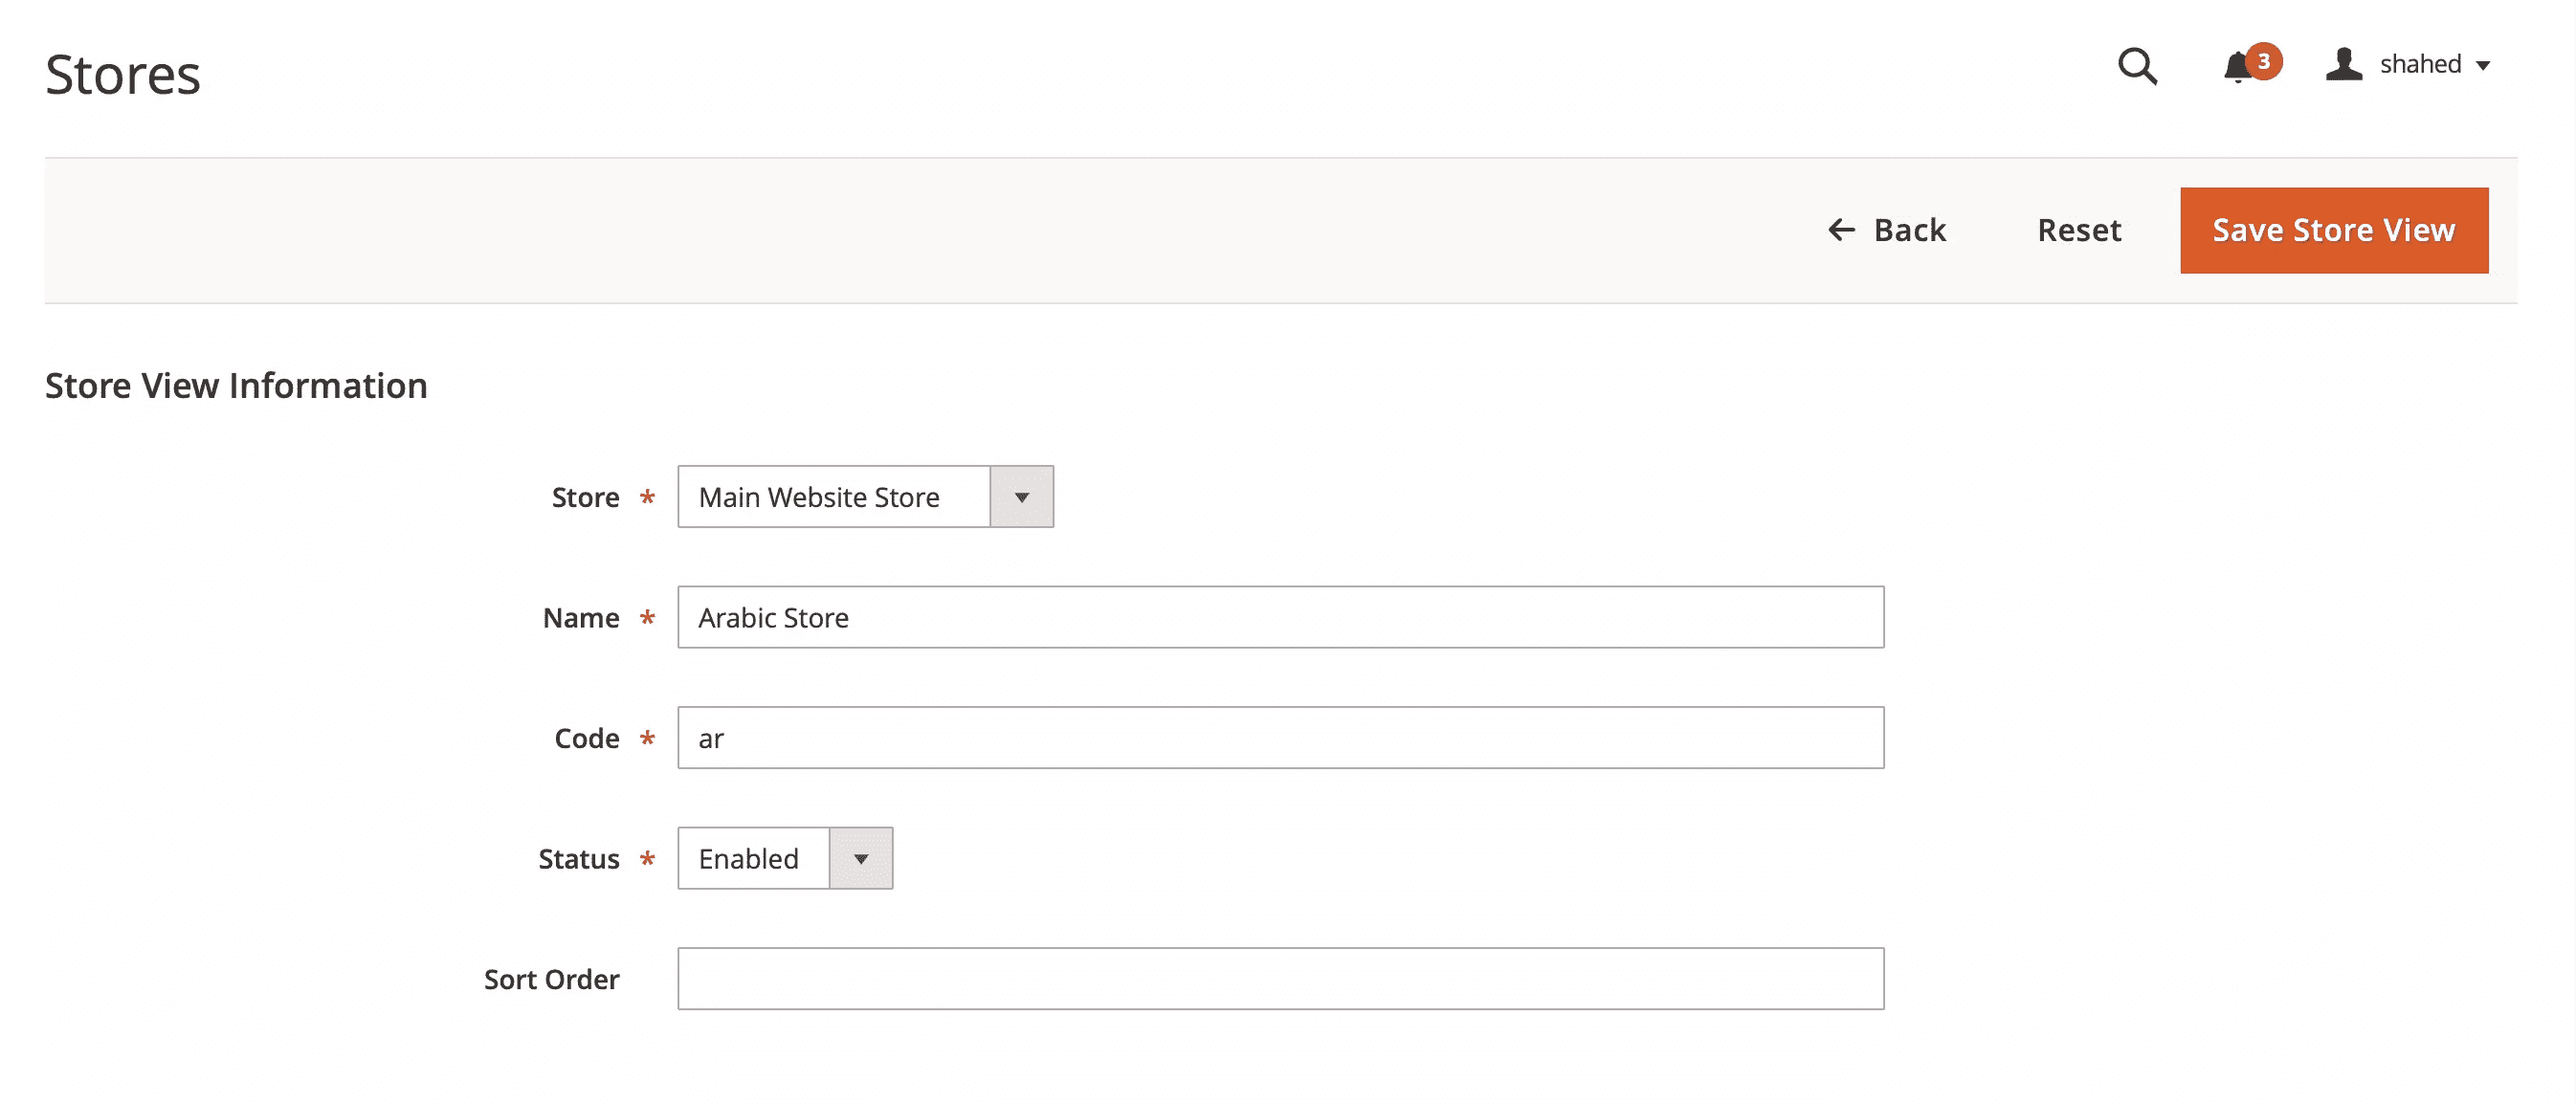 Stores
3
shahed
Back
Reset
Save Store View
Store View Information
Store * Main Website Store
Name * Arabic Store
Code * ar
Status * Enabled
Sort Order